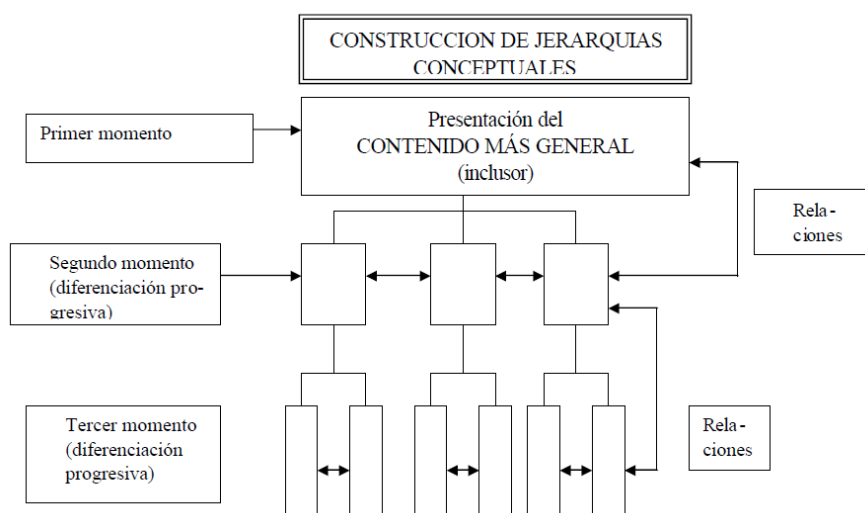 CONSTRUCCION DE JERARQUIAS
CONCEPTUALES
Primer momento
Presentación del
CONTENIDO MÁS GENERAL
(inclusor)
Rela-
ciones
Segundo momento
(diferenciación pro-
gresiva)
Tercer momento
(diferenciación
progresiva)
Rela-
ciones